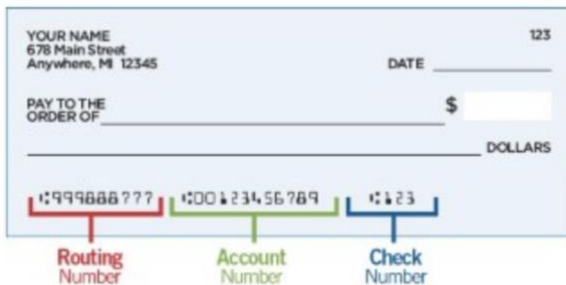 YOUR NAME 123
678 Main Street
Anywhere, MI 12345 DATE
PAY TO THE
ORDER OF $
DOLLARS
⑆999888777 ⑆00123456789 ⑆123
Routing Account Check
Number Number Number